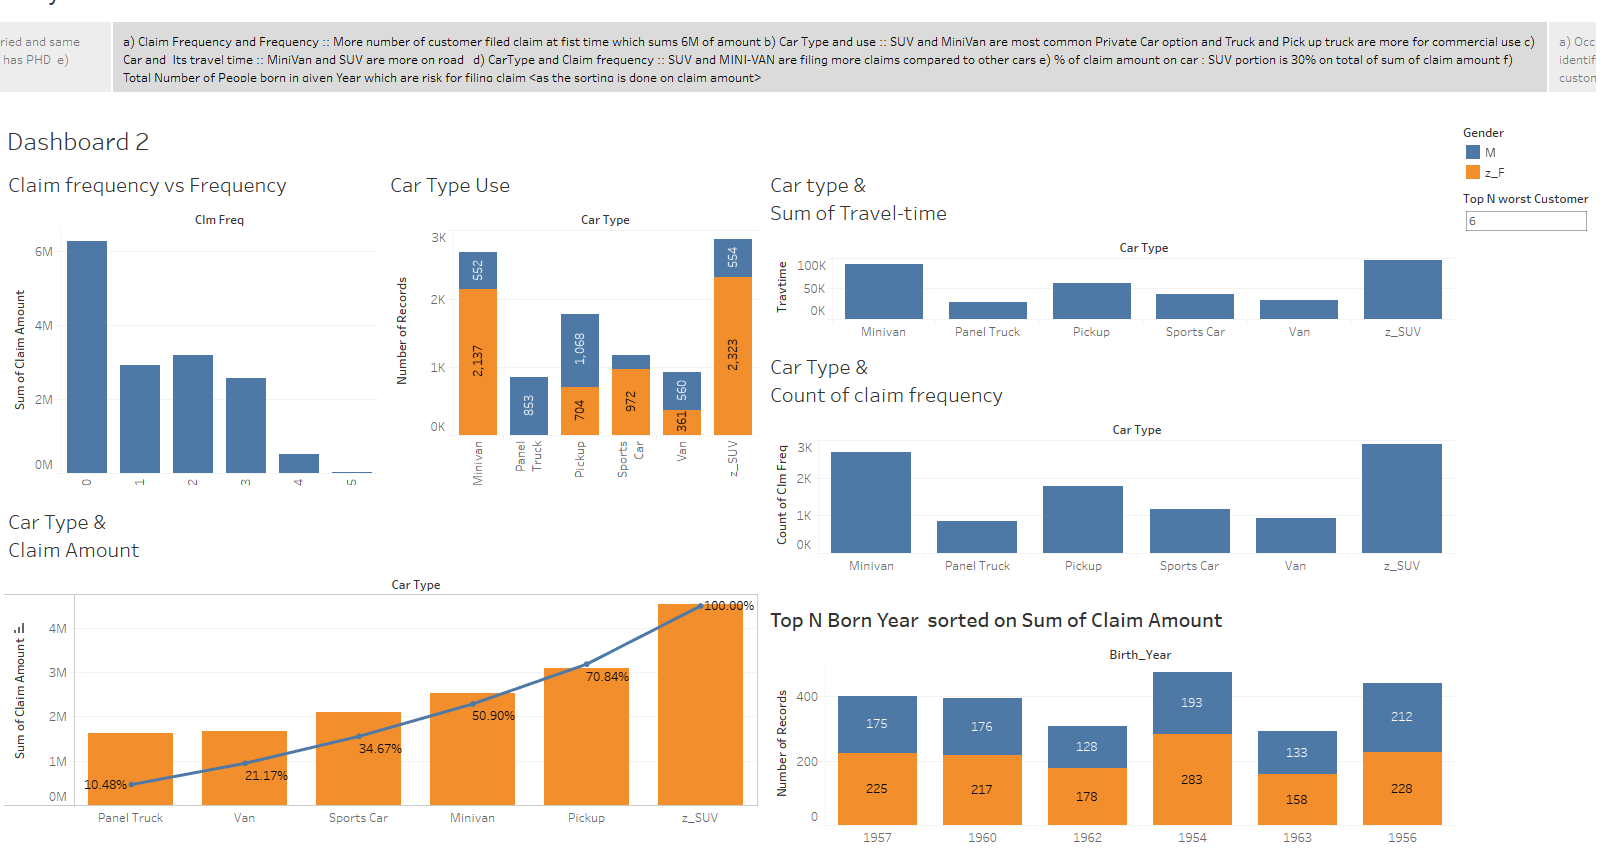 ried and same
has PHD e)
a) Claim Frequency and Frequency :: More number of customer filed claim at fist time which sums 6M of amount b) Car Type and use :: SUV and MiniVan are most common Private Car option and Truck and Pick up truck are more for commercial use c)
Car and Its travel time :: MiniVan and SUV are more on road d) CarType and Claim frequency :: SUV and MINI-VAN are filing more claims compared to other cars e) % of claim amount on car : SUV portion is 30% on total of sum of claim amount f)
Total Number of People born in given Year which are risk for filing claim <as the sorting is done on claim amount>
a) Occ
identif
custon
Dashboard 2
Gender
M
z_F
Top N worst Customer
6
Claim frequency vs Frequency
Clm Freq
Sum of Claim Amount
6M
4M
2M
0M
0
1
2
3
4
5
Car Type Use
Car Type
Number of Records
3K
2K
1K
0K
552
2,137
853
1,068
704
972
560
361
554
2,323
Minivan
Panel
Truck
Pickup
Sports
Car
Van
z_SUV
Car type &
Sum of Travel-time
Car Type
Travtime
100K
50K
0K
Minivan
Panel Truck
Pickup
Sports Car
Van
z_SUV
Car Type &
Count of claim frequency
Car Type
Count of Clm Freq
3K
2K
1K
0K
Minivan
Panel Truck
Pickup
Sports Car
Van
z_SUV
Car Type &
Claim Amount
Car Type
Sum of Claim Amount
4M
3M
2M
1M
0M
10.48%
21.17%
34.67%
50.90%
70.84%
100.00%
Panel Truck
Van
Sports Car
Minivan
Pickup
z_SUV
Top N Born Year sorted on Sum of Claim Amount
Birth_Year
Number of Records
400
200
0
175
225
176
217
128
178
193
283
133
158
212
228
1957
1960
1962
1954
1963
1956